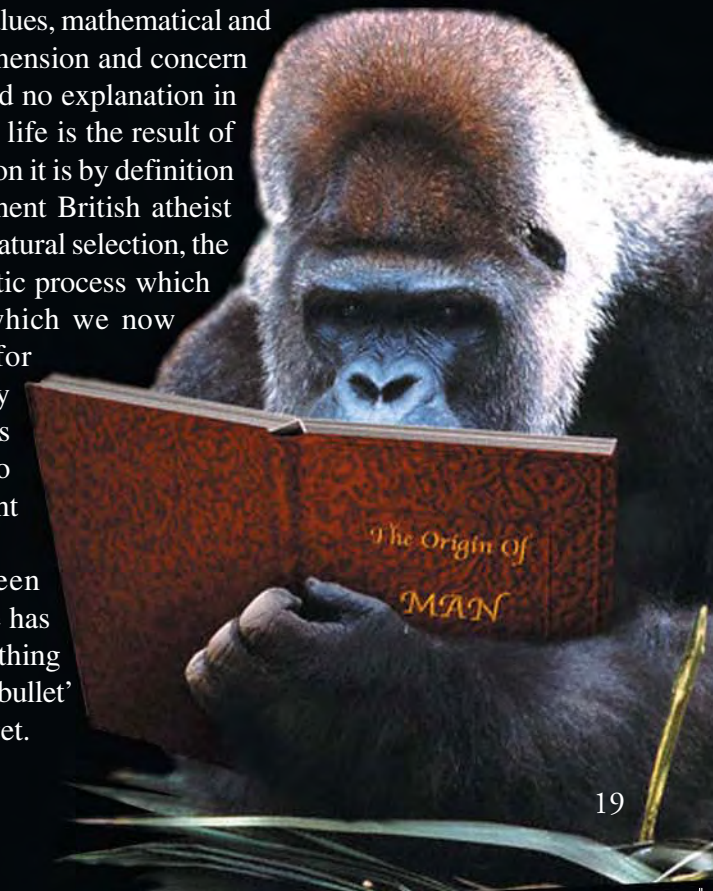 lues, mathematical and
hension and concern
d no explanation in
life is the result of
on it is by definition
nent British atheist
atural selection, the
tic process which
which we now
for
y
s
o
nt
een
has
thing
bullet’
et.
The Origin Of
MAN
19